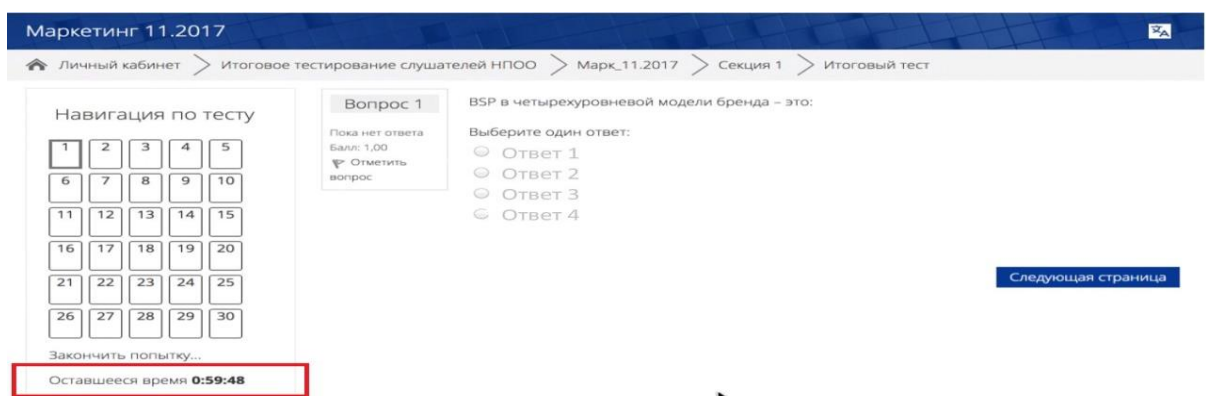 Маркетинг 11.2017
Личный кабинет > Итоговое тестирование слушателей НПОО > Марк_11.2017 > Секция 1 > Итоговый тест
Навигация по тесту
1 2 3 4 5
6 7 8 9 10
11 12 13 14 15
16 17 18 19 20
21 22 23 24 25
26 27 28 29 30
Закончить попытку...
Оставшееся время 0:59:48
Вопрос 1
Пока нет ответа
Балл: 1,00
Отметить
вопрос
BSP в четырехуровневой модели бренда – это:
Выберите один ответ:
Ответ 1
Ответ 2
Ответ 3
Ответ 4
Следующая страница